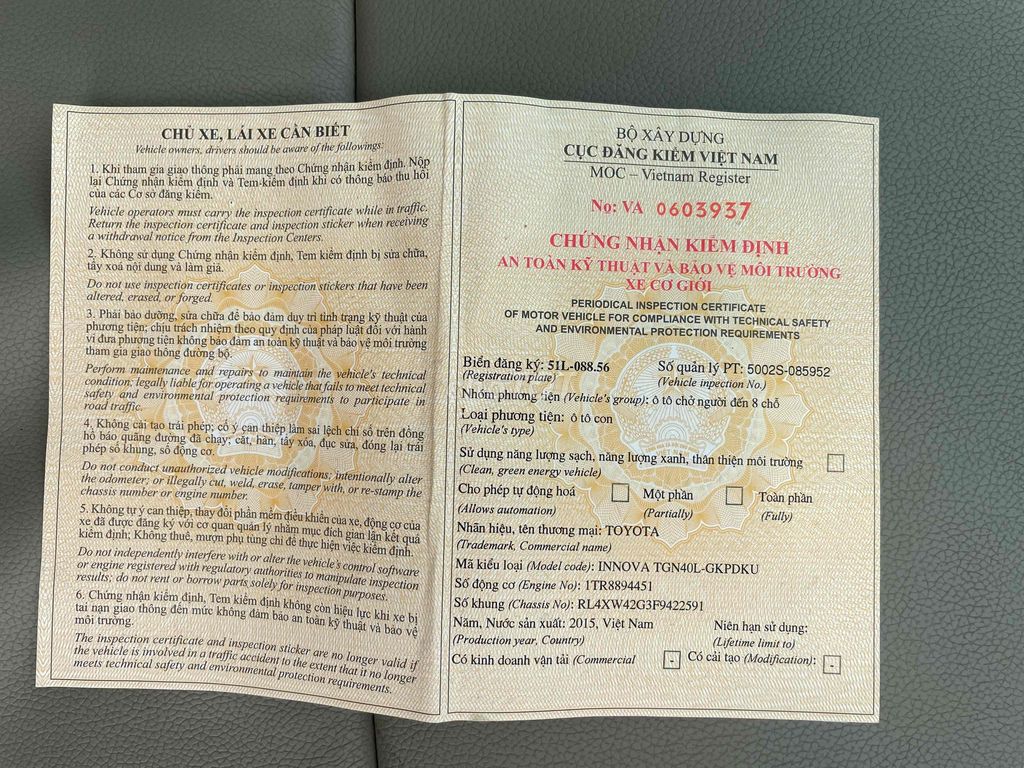 CHỦ XE, LÁI XE CẦN BIẾT
Vehicle owners, drivers should be aware of the followings:
1. Khi tham gia giao thông phải mang theo Chứng nhận kiểm định. Nộp
lại Chứng nhận kiểm định và Tem kiểm định khi có thông báo thu hồi
của các Cơ sở đăng kiểm.
Vehicle operators must carry the inspection certificate while in traffic.
Return the inspection certificate and inspection sticker when receiving
a withdrawal notice from the Inspection Centers.
2. Không sử dụng Chứng nhận kiểm định, Tem kiểm định bị sửa chữa,
tẩy xoá nội dung và làm giả.
Do not use inspection certificates or inspection stickers that have been
altered, erased, or forged.
3. Phải bảo dưỡng, sửa chữa để bảo đảm duy trì tình trạng kỹ thuật của
phương tiện; chịu trách nhiệm theo quy định của pháp luật đối với hành
vi đưa phương tiện không bảo đảm an toàn kỹ thuật và bảo vệ môi trường
tham gia giao thông đường bộ.
Perform maintenance and repairs to maintain the vehicle's technical
condition; legally liable for operating a vehicle that fails to meet technical
safety and environmental protection requirements to participate in
road traffic.
4. Không cải tạo trái phép; cố ý can thiệp làm sai lệch chỉ số trên đồng
hồ báo quãng đường đã chạy; cắt, hàn, tẩy xóa, đục sửa, đóng lại trái
phép số khung, số động cơ.
Do not conduct unauthorized vehicle modifications; intentionally alter
the odometer; or illegally cut, weld, erase, tamper with, or re-stamp the
chassis number or engine number.
5. Không tự ý can thiệp, thay đổi phần mềm điều khiển của xe, động cơ của
xe đã được đăng ký với cơ quan quản lý nhằm mục đích gian lận kết quả
kiểm định; Không thuê, mượn phụ tùng chỉ để thực hiện việc kiểm định.
Do not independently interfere with or alter the vehicle's control software
or engine registered with regulatory authorities to manipulate inspection
results; do not rent or borrow parts solely for inspection purposes.
6. Chứng nhận kiểm định, Tem kiểm định không còn hiệu lực khi xe bị
tai nạn giao thông đến mức không đảm bảo an toàn kỹ thuật và bảo vệ
môi trường.
The inspection certificate and inspection sticker are no longer valid if
the vehicle is involved in a traffic accident to the extent that it no longer
meets technical safety and environmental protection requirements.
BỘ XÂY DỰNG
CỤC ĐĂNG KIỂM VIỆT NAM
MOC – Vietnam Register
No: VA 0603937
CHỨNG NHẬN KIỂM ĐỊNH
AN TOÀN KỸ THUẬT VÀ BẢO VỆ MÔI TRƯỜNG
XE CƠ GIỚI
PERIODICAL INSPECTION CERTIFICATE
OF MOTOR VEHICLE FOR COMPLIANCE WITH TECHNICAL SAFETY
AND ENVIRONMENTAL PROTECTION REQUIREMENTS
Biển đăng ký: 51L-088.56 Số quản lý PT: 5002S-085952
(Registration plate) (Vehicle inpection No.)
Nhóm phương tiện (Vehicle's group): ô tô chở người đến 8 chỗ
Loại phương tiện: ô tô con
(Vehicle's type)
Sử dụng năng lượng sạch, năng lượng xanh, thân thiện môi trường
(Clean, green energy vehicle)
Cho phép tự động hoá Một phần Toàn phần
(Allows automation) (Partially) (Fully)
Nhãn hiệu, tên thương mại: TOYOTA
(Trademark, Commercial name)
Mã kiểu loại (Model code): INNOVA TGN40L-GKPDKU
Số động cơ (Engine No): 1TR8894451
Số khung (Chassis No): RL4XW42G3F9422591
Năm, Nước sản xuất: 2015, Việt Nam Niên hạn sử dụng:
(Production year, Country) (Lifetime limit to)
Có kinh doanh vận tải (Commercial - Có cải tạo (Modification): -